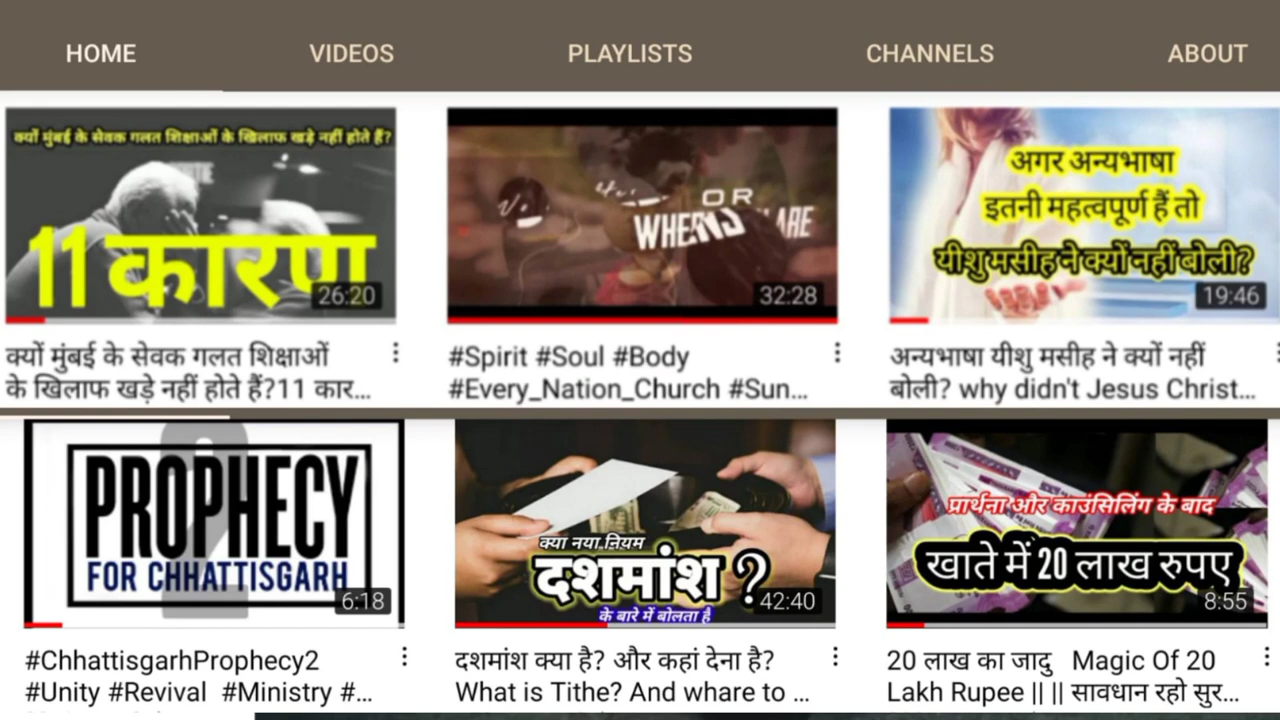 HOME VIDEOS PLAYLISTS CHANNELS ABOUT
क्यों मुंबई के सेवक गलत शिक्षाओं के खिलाफ खड़े नहीं होते हैं?
11 कारण
26:20
क्यों मुंबई के सेवक गलत शिक्षाओं
के खिलाफ खड़े नहीं होते हैं?11 कार...
OR
32:28
#Spirit #Soul #Body
#Every_Nation_Church #Sun...
अगर अन्यभाषा
इतनी महत्वपूर्ण हैं तो
यीशु मसीह ने क्यों नहीं बोली?
19:46
अन्यभाषा यीशु मसीह ने क्यों नहीं
बोली? why didn't Jesus Christ...
2
PROPHECY
FOR CHHATTISGARH
6:18
#ChhattisgarhProphecy2
#Unity #Revival #Ministry #...
क्या नया नियम
दशमांश ?
के बारे में बोलता है
42:40
दशमांश क्या है? और कहां देना है?
What is Tithe? And whare to ...
प्रार्थना और काउंसिलिंग के बाद
खाते में 20 लाख रुपए
8:55
20 लाख का जादु Magic Of 20
Lakh Rupee || || सावधान रहो सुर...